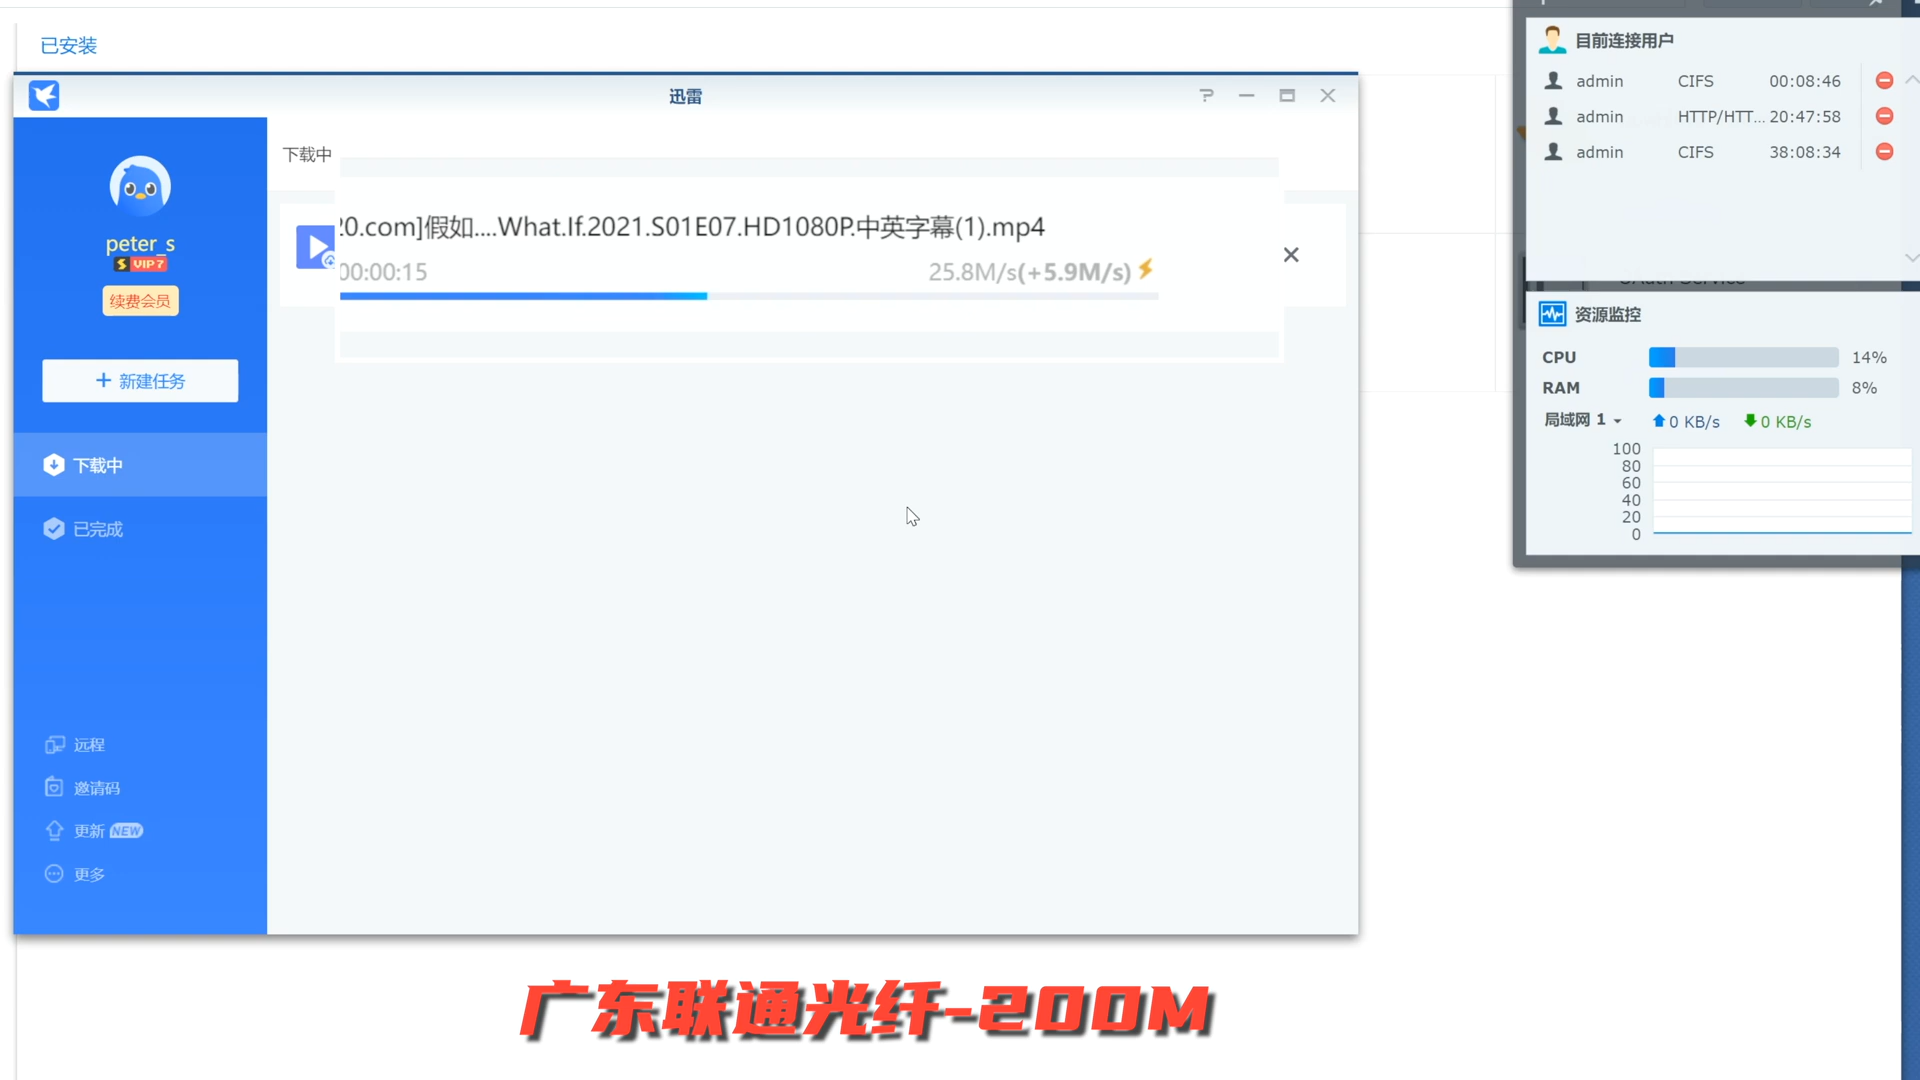 已安装
迅雷
peter_s
VIP 7
续费会员
新建任务
下载中
已完成
远程
邀请码
更新 NEW
更多
下载中
20.com]假如....What.If.2021.S01E07.HD1080P.中英字幕(1).mp4
00:00:15 25.8M/s(+5.9M/s)
目前连接用户
admin CIFS 00:08:46
admin HTTP/HTT... 20:47:58
admin CIFS 38:08:34
OAuth Service
资源监控
CPU 14%
RAM 8%
局域网 1 0 KB/s 0 KB/s
100
80
60
40
20
0
广东联通光纤-200M